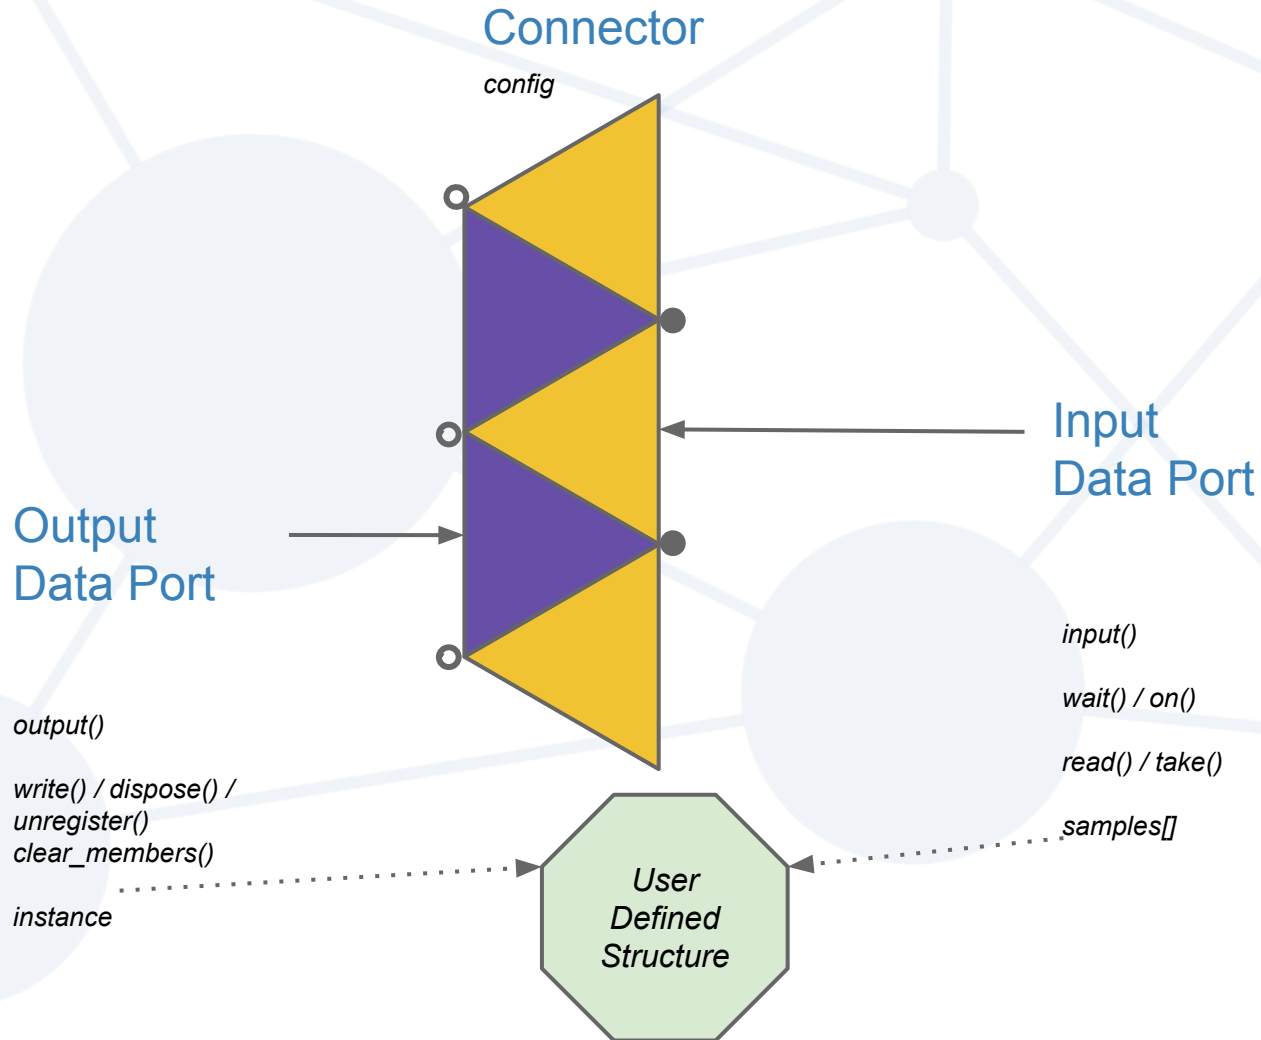 Connector
config
Input
Data Port
Output
Data Port
input()
wait() / on()
read() / take()
samples[]
output()
write() / dispose() /
unregister()
clear_members()
instance
User
Defined
Structure